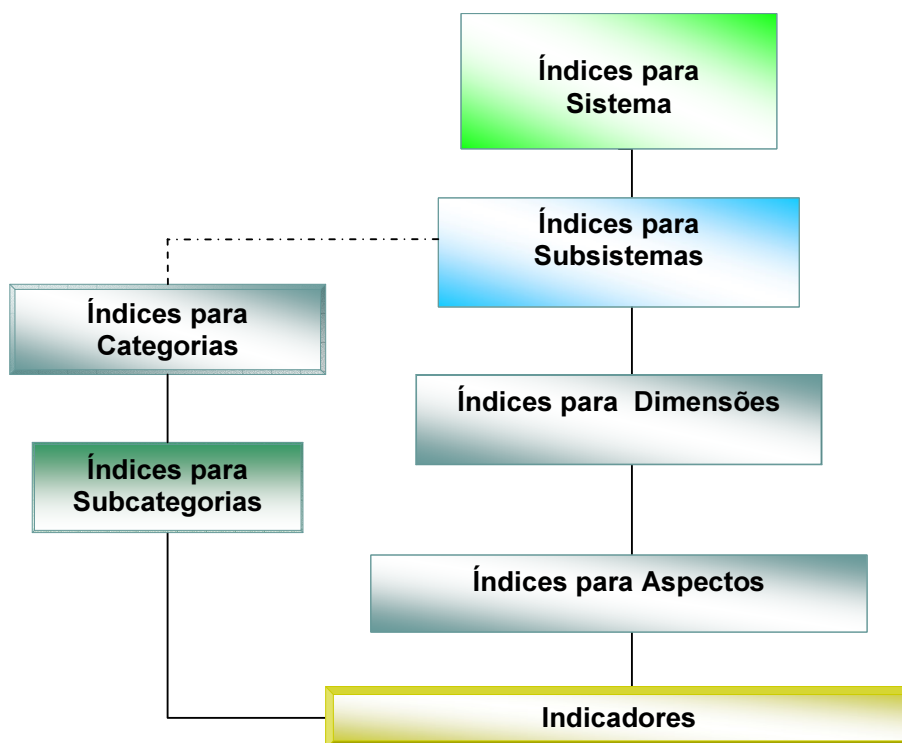 Índices para
Sistema
Índices para
Subsistemas
Índices para
Categorias
Índices para  Dimensões
Índices para
Subcategorias
Índices para Aspectos
Indicadores